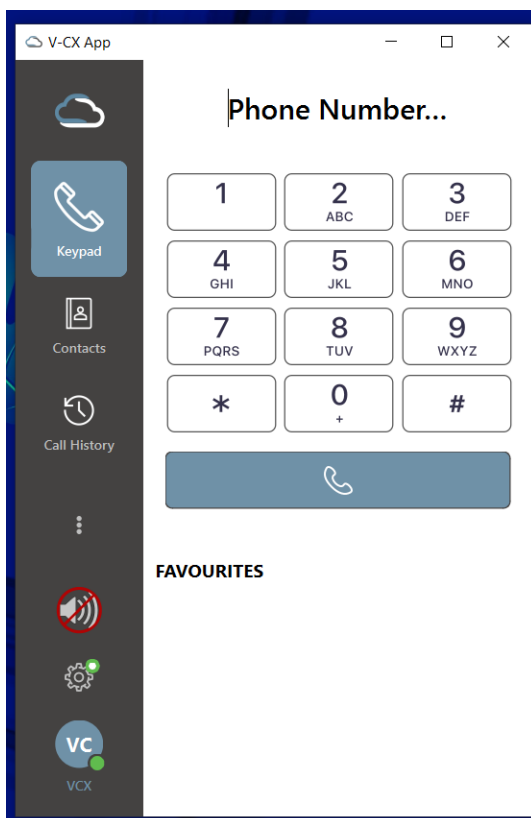 V-CX App
Phone Number...
Keypad
Contacts
Call History
1
2
ABC
3
DEF
4
GHI
5
JKL
6
MNO
7
PQRS
8
TUV
9
WXYZ
*
0
+
#
FAVOURITES
VC
VCX